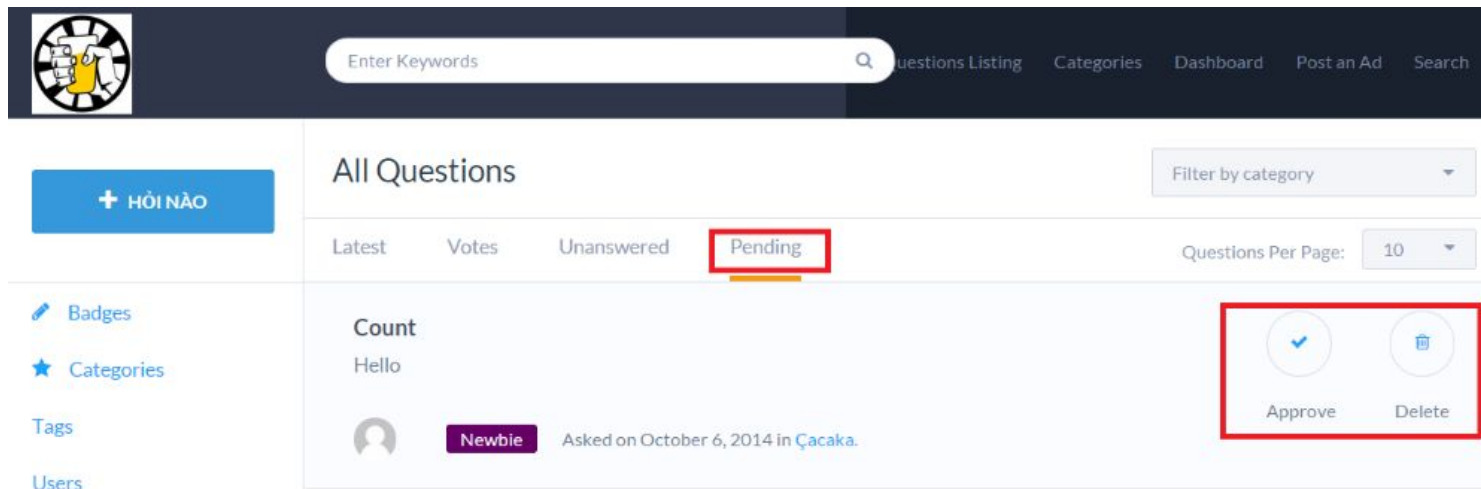 Enter Keywords
uestions Listing Categories Dashboard Post an Ad Search
HỎI NÀO
All Questions
Filter by category
Latest Votes Unanswered Pending
Questions Per Page: 10
Badges
Categories
Tags
Users
Count
Hello
Newbie Asked on October 6, 2014 in Çacaka.
Approve Delete